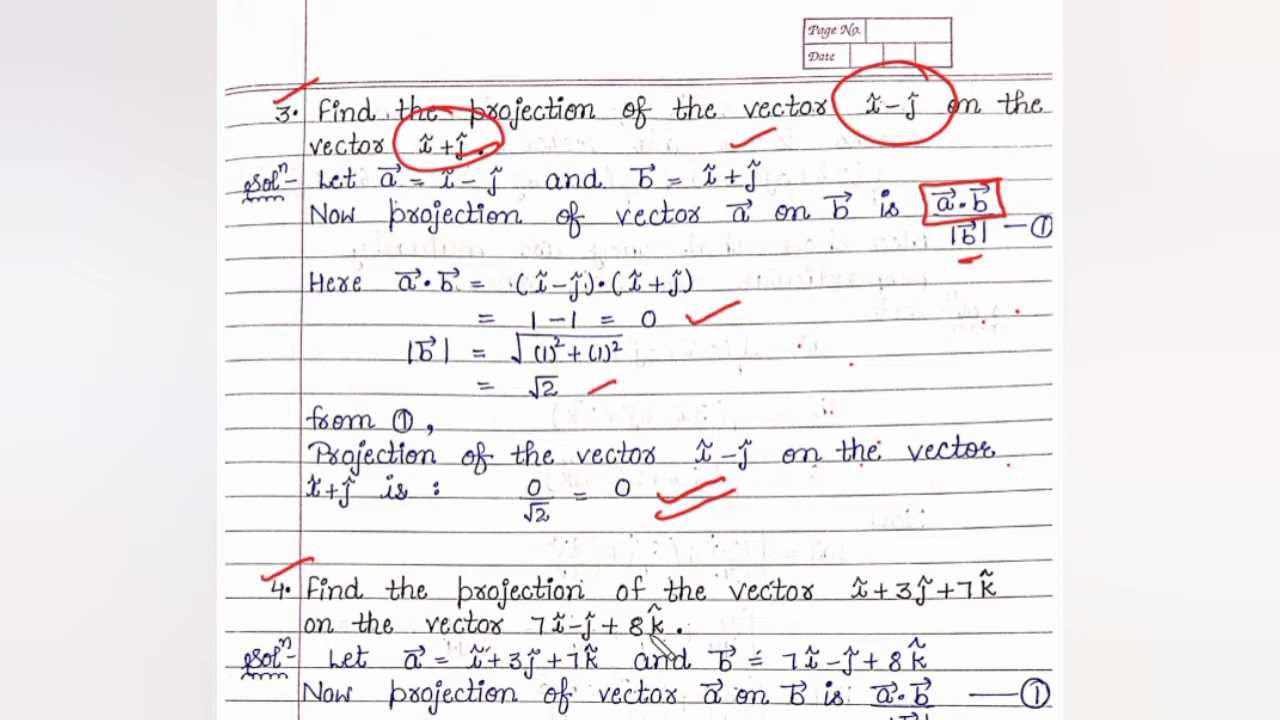 Page No.
Date
3. Find the projection of the vector î-ĵ on the
vector î+ĵ.
Solⁿ- Let a⃗ = î-ĵ and b⃗ = î+ĵ
Now projection of vector a⃗ on b⃗ is a⃗·b⃗
|b⃗| —①
Here a⃗·b⃗ = (î-ĵ)·(î+ĵ)
= 1-1 = 0
|b⃗| = √(1)²+(1)²
= √2
from ①,
Projection of the vector î-ĵ on the vector
î+ĵ is : 0/√2 = 0
4. Find the projection of the vector î+3ĵ+7k̂
on the vector 7î-ĵ+8k̂.
Solⁿ- Let a⃗ = î+3ĵ+7k̂ and b⃗ = 7î-ĵ+8k̂
Now projection of vector a⃗ on b⃗ is a⃗·b⃗ —①